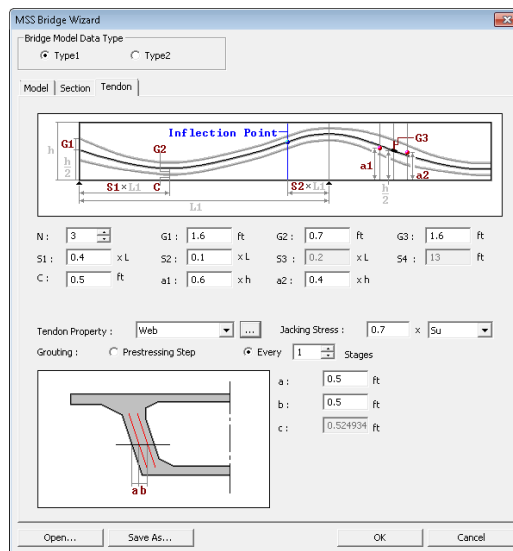 MSS Bridge Wizard
Bridge Model Data Type
Type1 Type2
Model Section Tendon
Inflection Point
h G1 h/2 G2 G3
a1 h/2 a2
S1×L1 C S2×L1
L1
N : 3 G1 : 1.6 ft G2 : 0.7 ft G3 : 1.6 ft
S1 : 0.4 x L S2 : 0.1 x L S3 : 0.2 x L S4 : 13 ft
C : 0.5 ft a1 : 0.6 x h a2 : 0.4 x h
Tendon Property : Web ... Jacking Stress : 0.7 x Su
Grouting : Prestressing Step Every 1 Stages
a : 0.5 ft
b : 0.5 ft
c : 0.524934 ft
a b
Open... Save As... OK Cancel